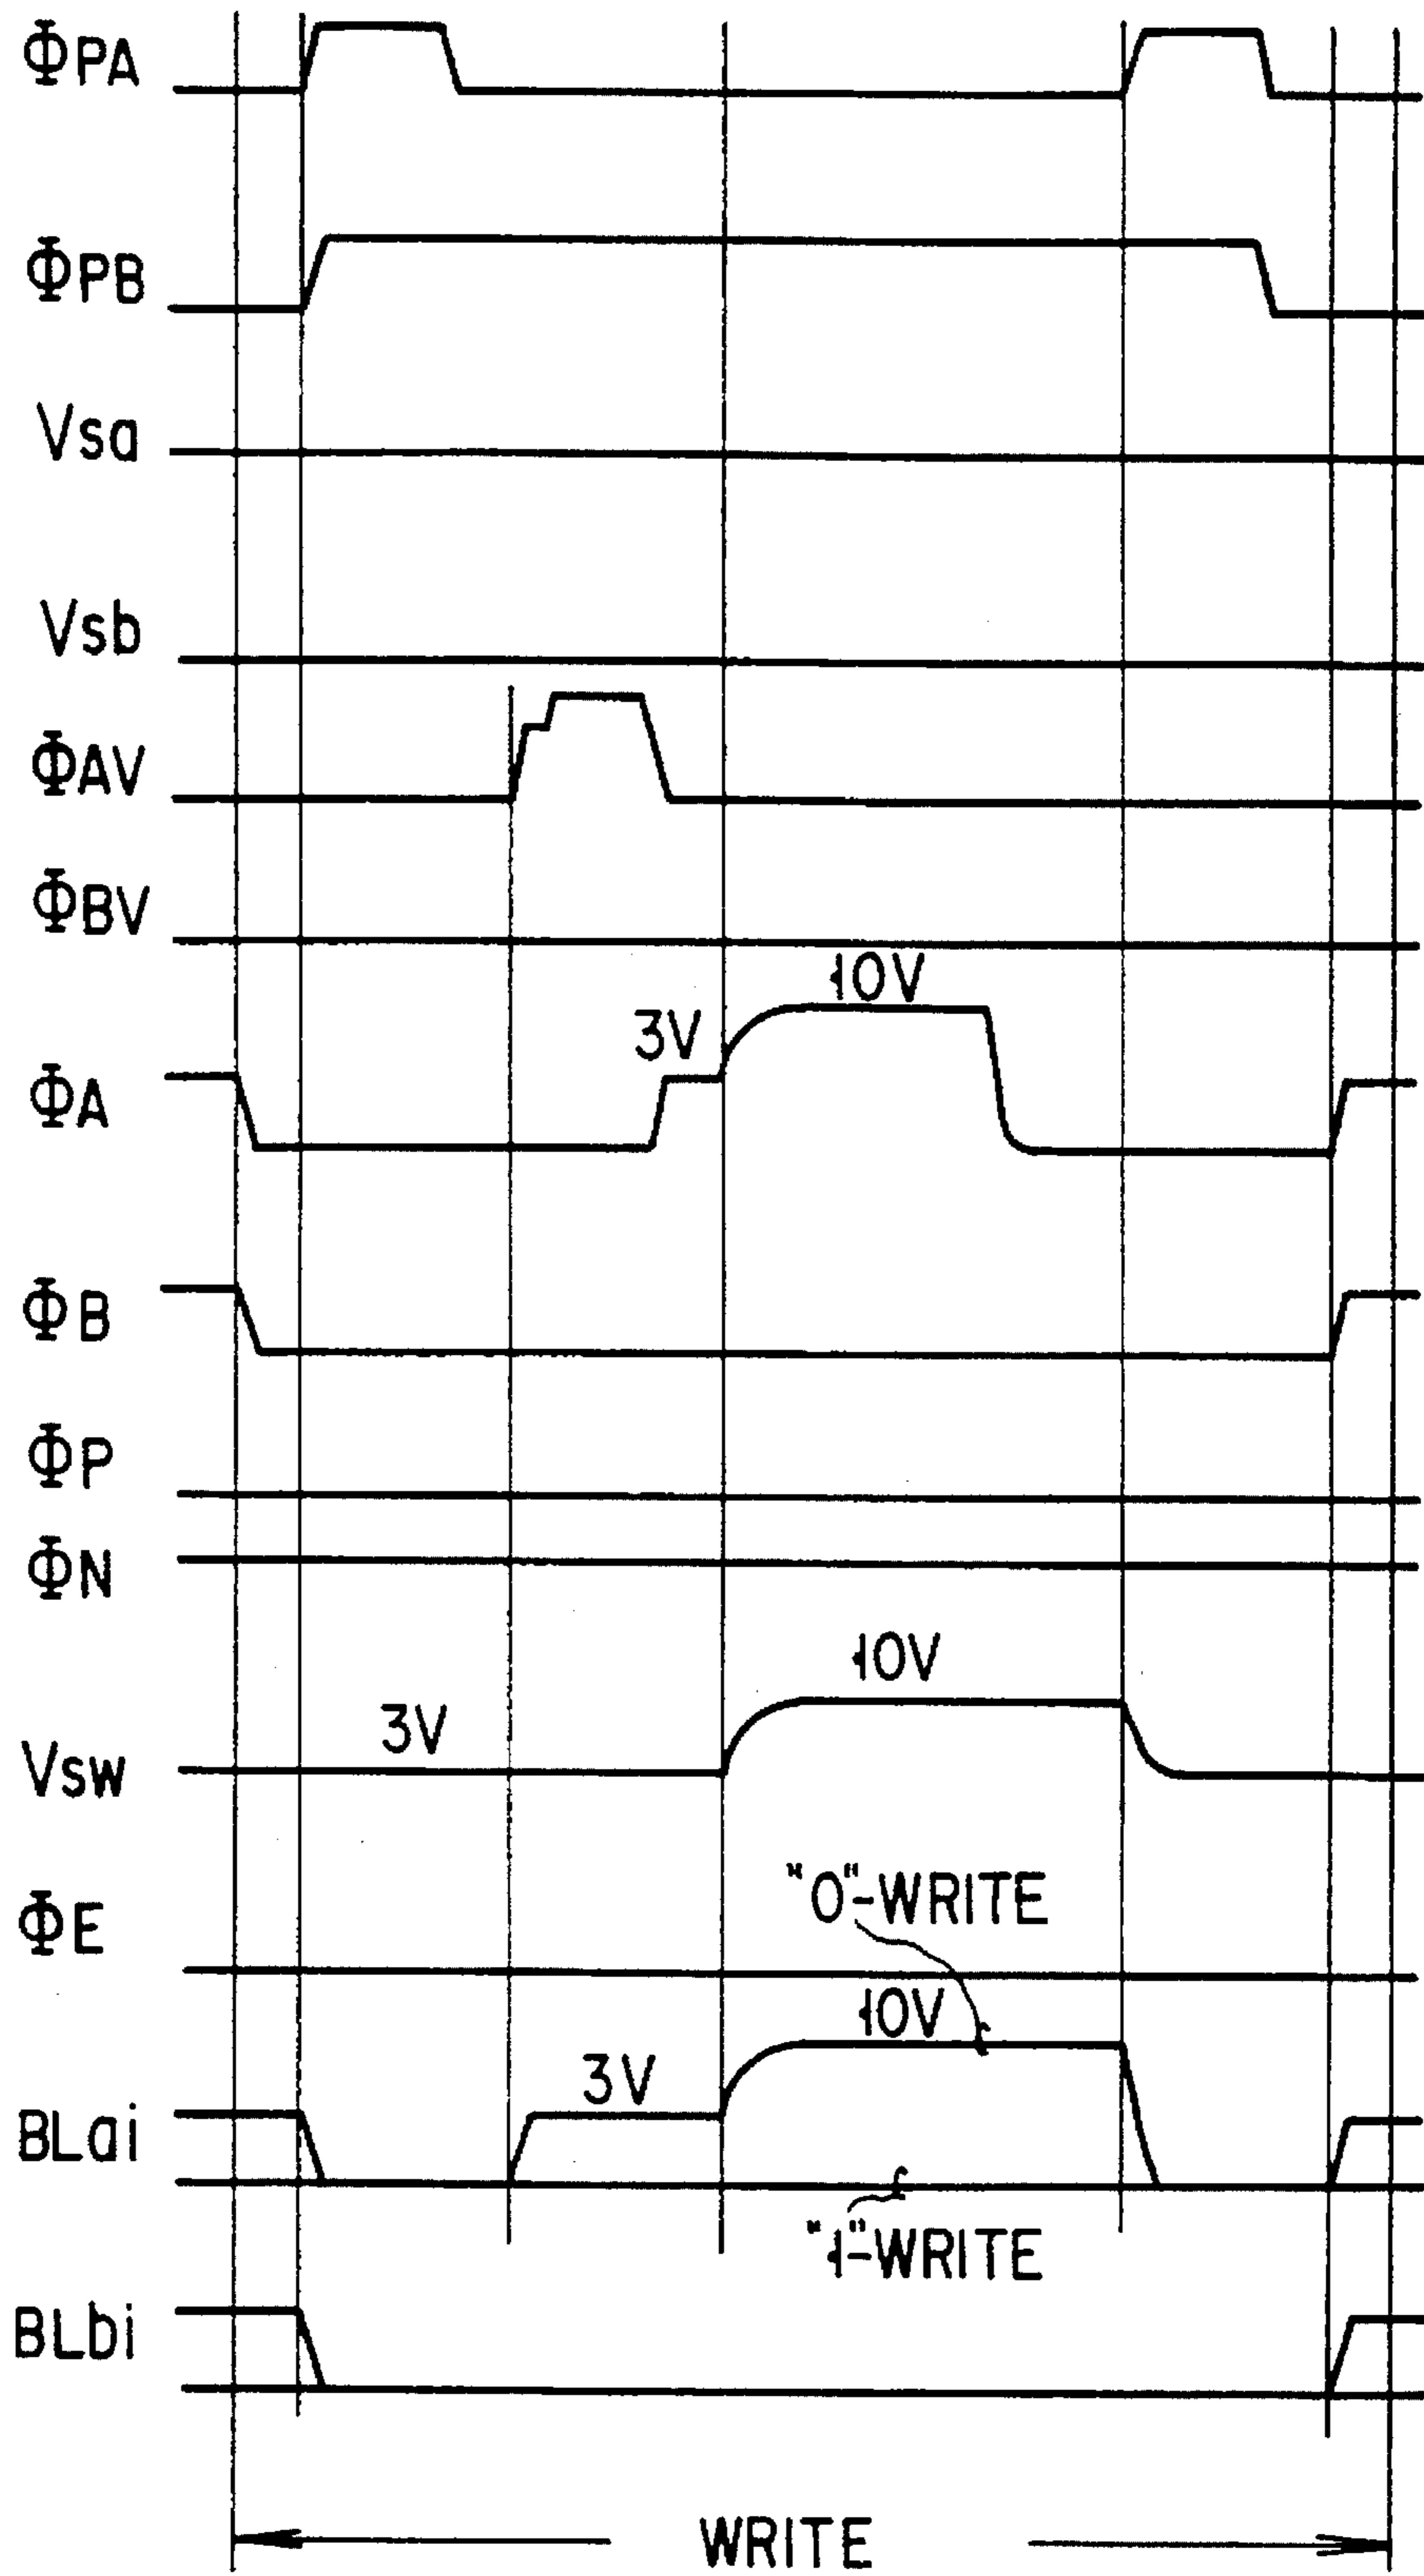 ΦPA
ΦPB
Vsa
Vsb
ΦAV
ΦBV
10V
3V
ΦA
ΦB
ΦP
ΦN
10V
3V
Vsw
"0"-WRITE
ΦE
10V
3V
BLai
"1"-WRITE
BLbi
WRITE